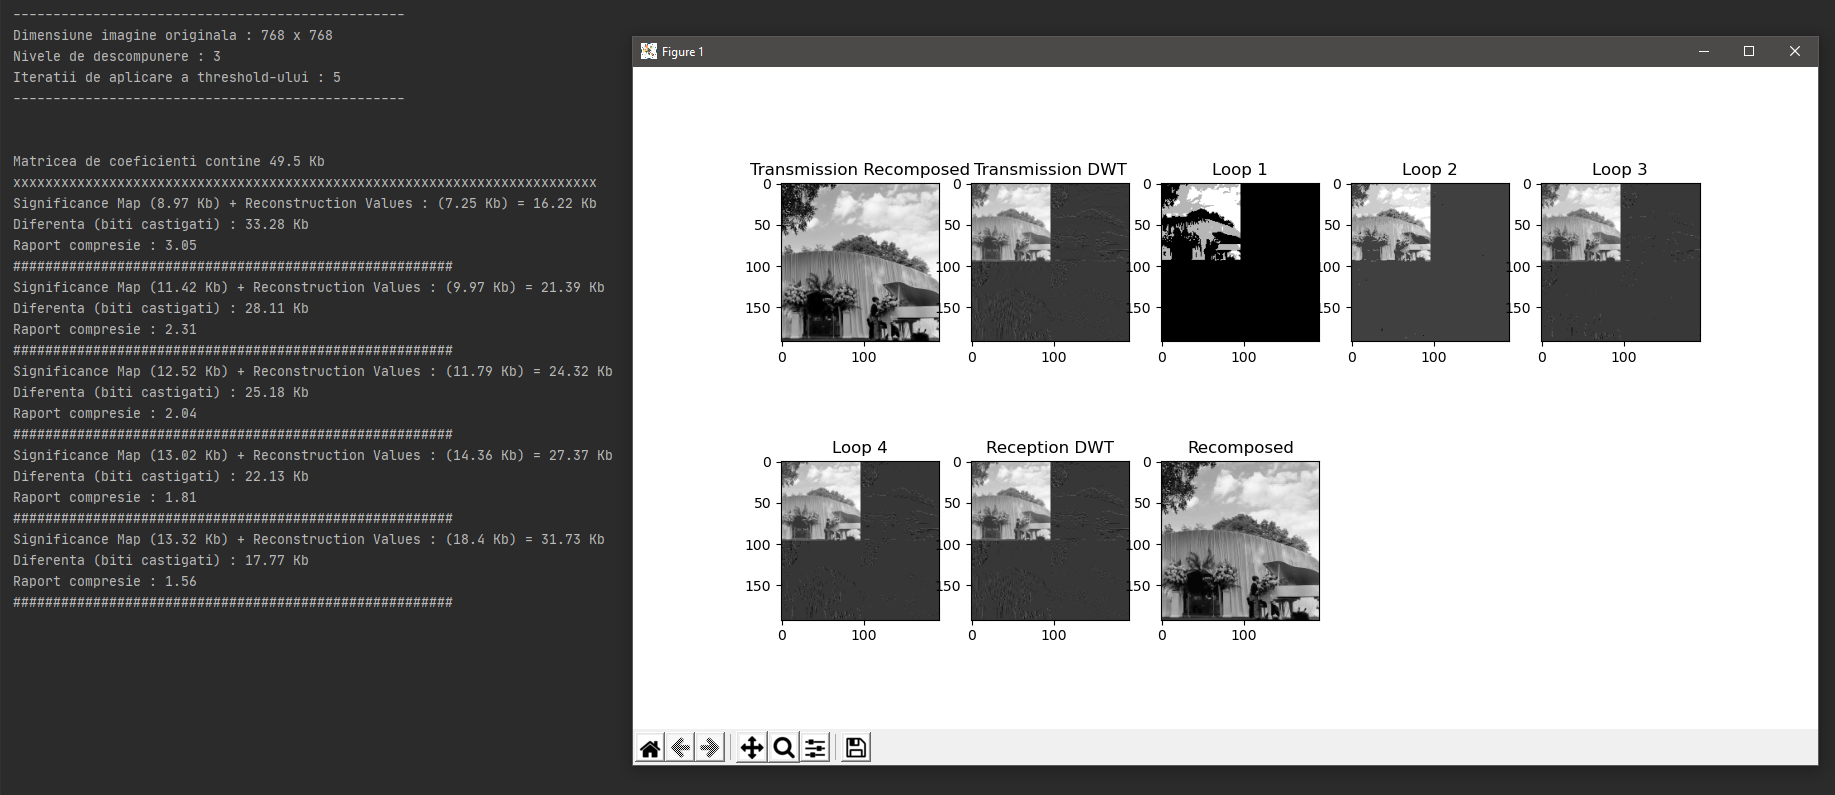 -------------------------------------------------
Dimensiune imagine originala : 768 x 768
Nivele de descompunere : 3
Iteratii de aplicare a threshold-ului : 5
-------------------------------------------------
Matricea de coeficienti contine 49.5 Kb
xxxxxxxxxxxxxxxxxxxxxxxxxxxxxxxxxxxxxxxxxxxxxxxxxxxxxxxxxxxxxxxxxxxxxxxxx
Significance Map (8.97 Kb) + Reconstruction Values : (7.25 Kb) = 16.22 Kb
Diferenta (biti castigati) : 33.28 Kb
Raport compresie : 3.05
#######################################################
Significance Map (11.42 Kb) + Reconstruction Values : (9.97 Kb) = 21.39 Kb
Diferenta (biti castigati) : 28.11 Kb
Raport compresie : 2.31
#######################################################
Significance Map (12.52 Kb) + Reconstruction Values : (11.79 Kb) = 24.32 Kb
Diferenta (biti castigati) : 25.18 Kb
Raport compresie : 2.04
#######################################################
Significance Map (13.02 Kb) + Reconstruction Values : (14.36 Kb) = 27.37 Kb
Diferenta (biti castigati) : 22.13 Kb
Raport compresie : 1.81
#######################################################
Significance Map (13.32 Kb) + Reconstruction Values : (18.4 Kb) = 31.73 Kb
Diferenta (biti castigati) : 17.77 Kb
Raport compresie : 1.56
#######################################################
Figure 1
Transmission Recomposed
0
50
100
150
0 100
Transmission DWT
0
50
100
150
0 100
Loop 1
0
50
100
150
0 100
Loop 2
0
50
100
150
0 100
Loop 3
0
50
100
150
0 100
Loop 4
0
50
100
150
0 100
Reception DWT
0
50
100
150
0 100
Recomposed
0
50
100
150
0 100